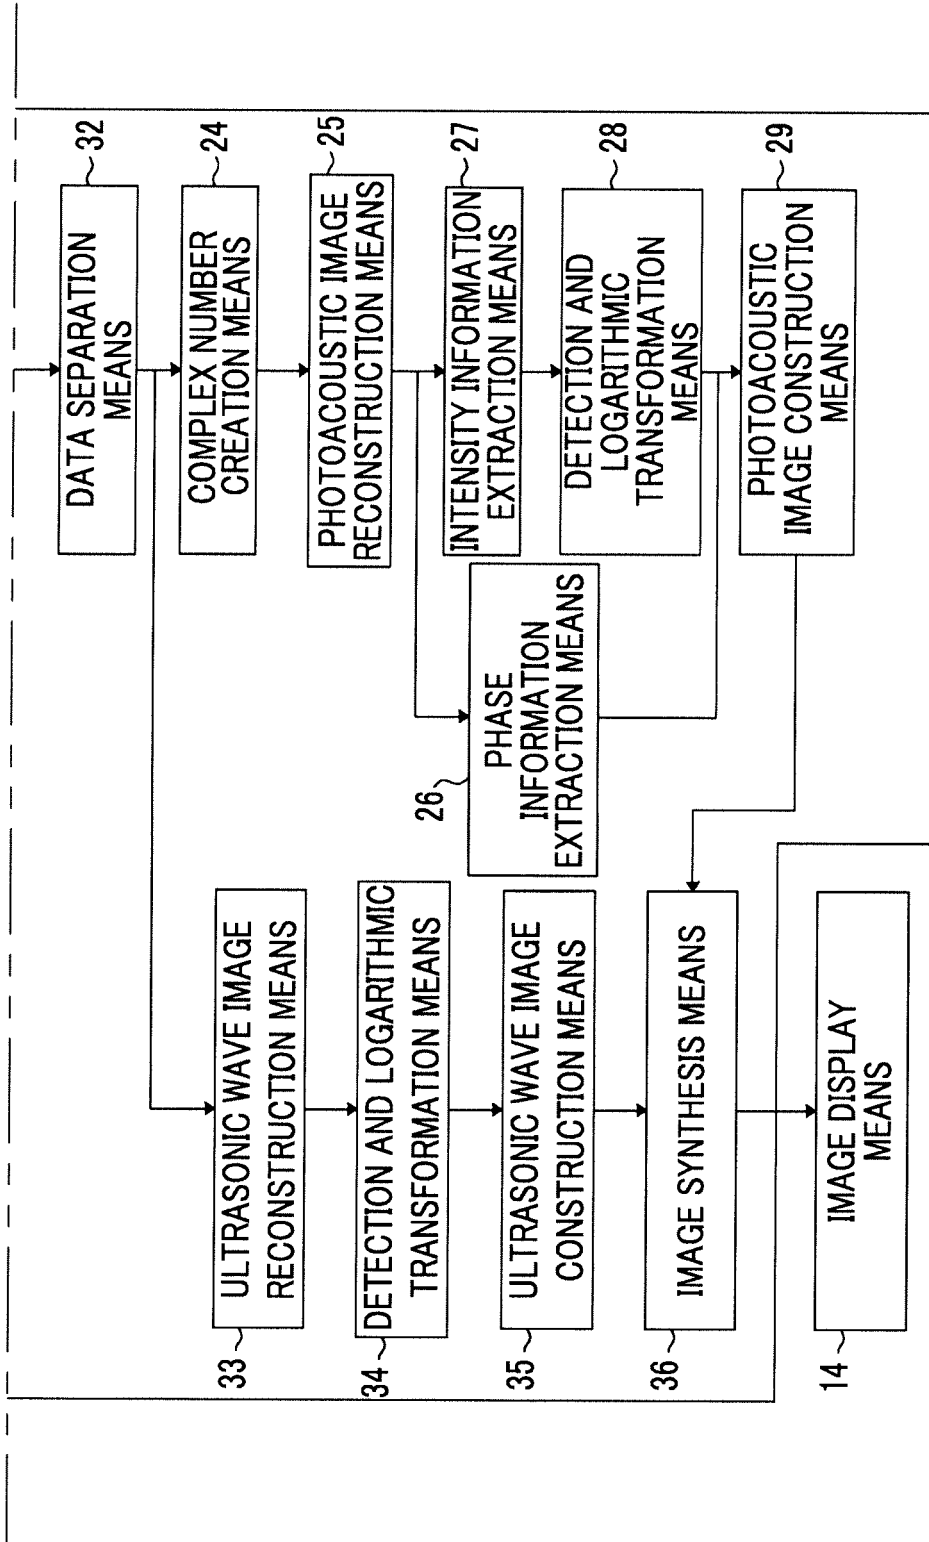 DATA SEPARATION
MEANS
32
COMPLEX NUMBER
CREATION MEANS
24
PHOTOACOUSTIC IMAGE
RECONSTRUCTION MEANS
25
INTENSITY INFORMATION
EXTRACTION MEANS
27
DETECTION AND
LOGARITHMIC
TRANSFORMATION
MEANS
28
PHOTOACOUSTIC
IMAGE CONSTRUCTION
MEANS
29
26
PHASE
INFORMATION
EXTRACTION MEANS
33
ULTRASONIC WAVE IMAGE
RECONSTRUCTION MEANS
34
DETECTION AND LOGARITHMIC
TRANSFORMATION MEANS
35
ULTRASONIC WAVE IMAGE
CONSTRUCTION MEANS
36
IMAGE SYNTHESIS MEANS
14
IMAGE DISPLAY
MEANS